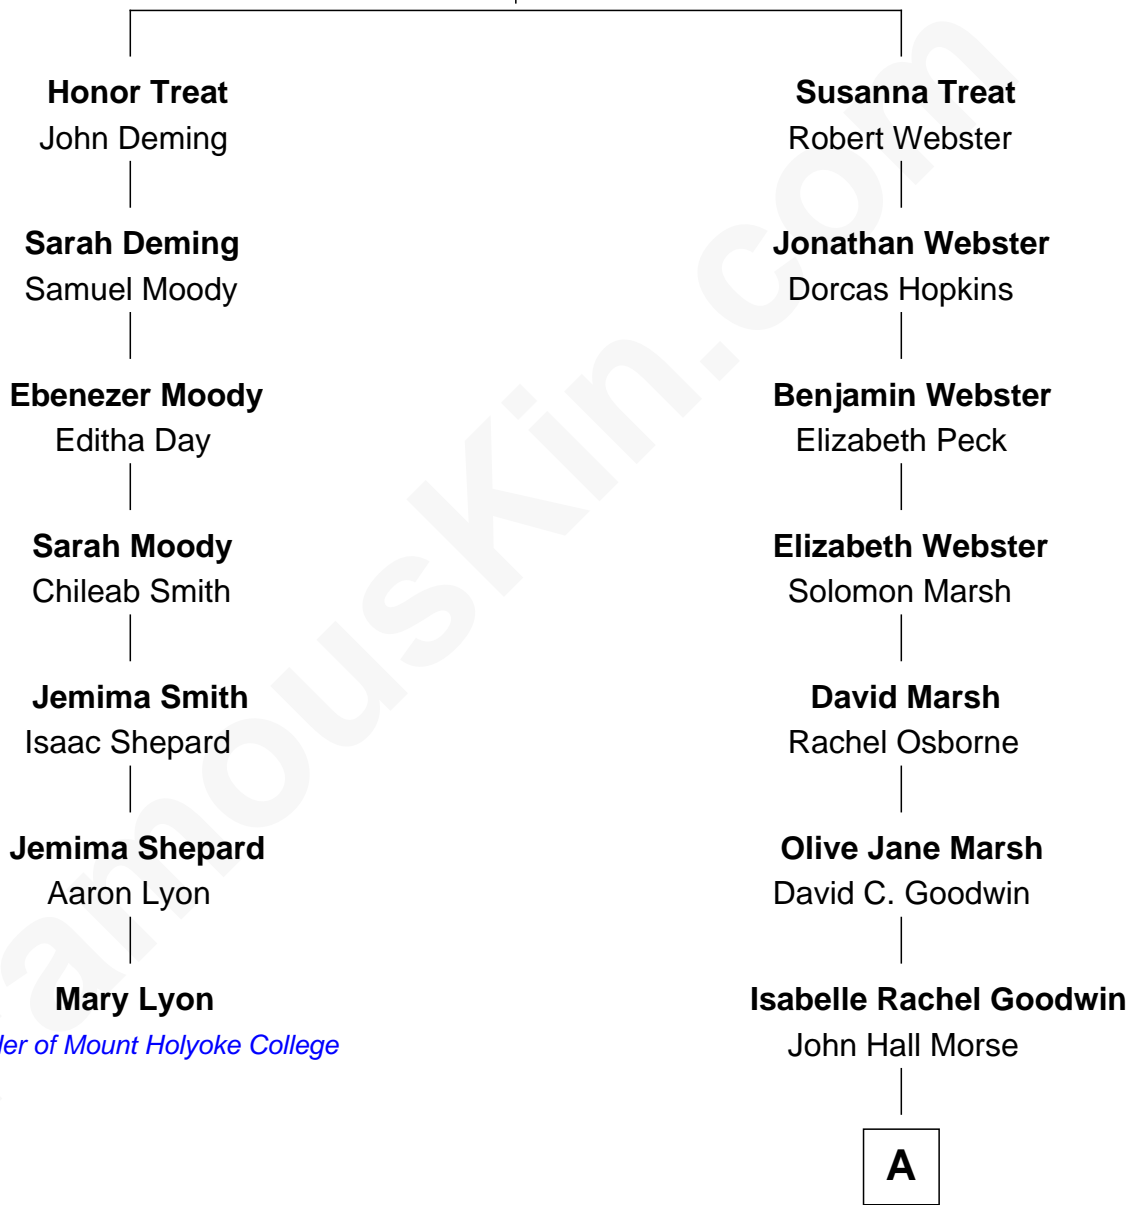 Honor Treat
John Deming
Sarah Deming
Samuel Moody
Ebenezer Moody
Editha Day
Sarah Moody
Chileab Smith
Jemima Smith
Isaac Shepard
Jemima Shepard
Aaron Lyon
Mary Lyon
of Mount Holyoke College
Susanna Treat
Robert Webster
Jonathan Webster
Dorcas Hopkins
Benjamin Webster
Elizabeth Peck
Elizabeth Webster
Solomon Marsh
David Marsh
Rachel Osborne
Olive Jane Marsh
David C. Goodwin
Isabelle Rachel Goodwin
John Hall Morse
A
amousKin.com